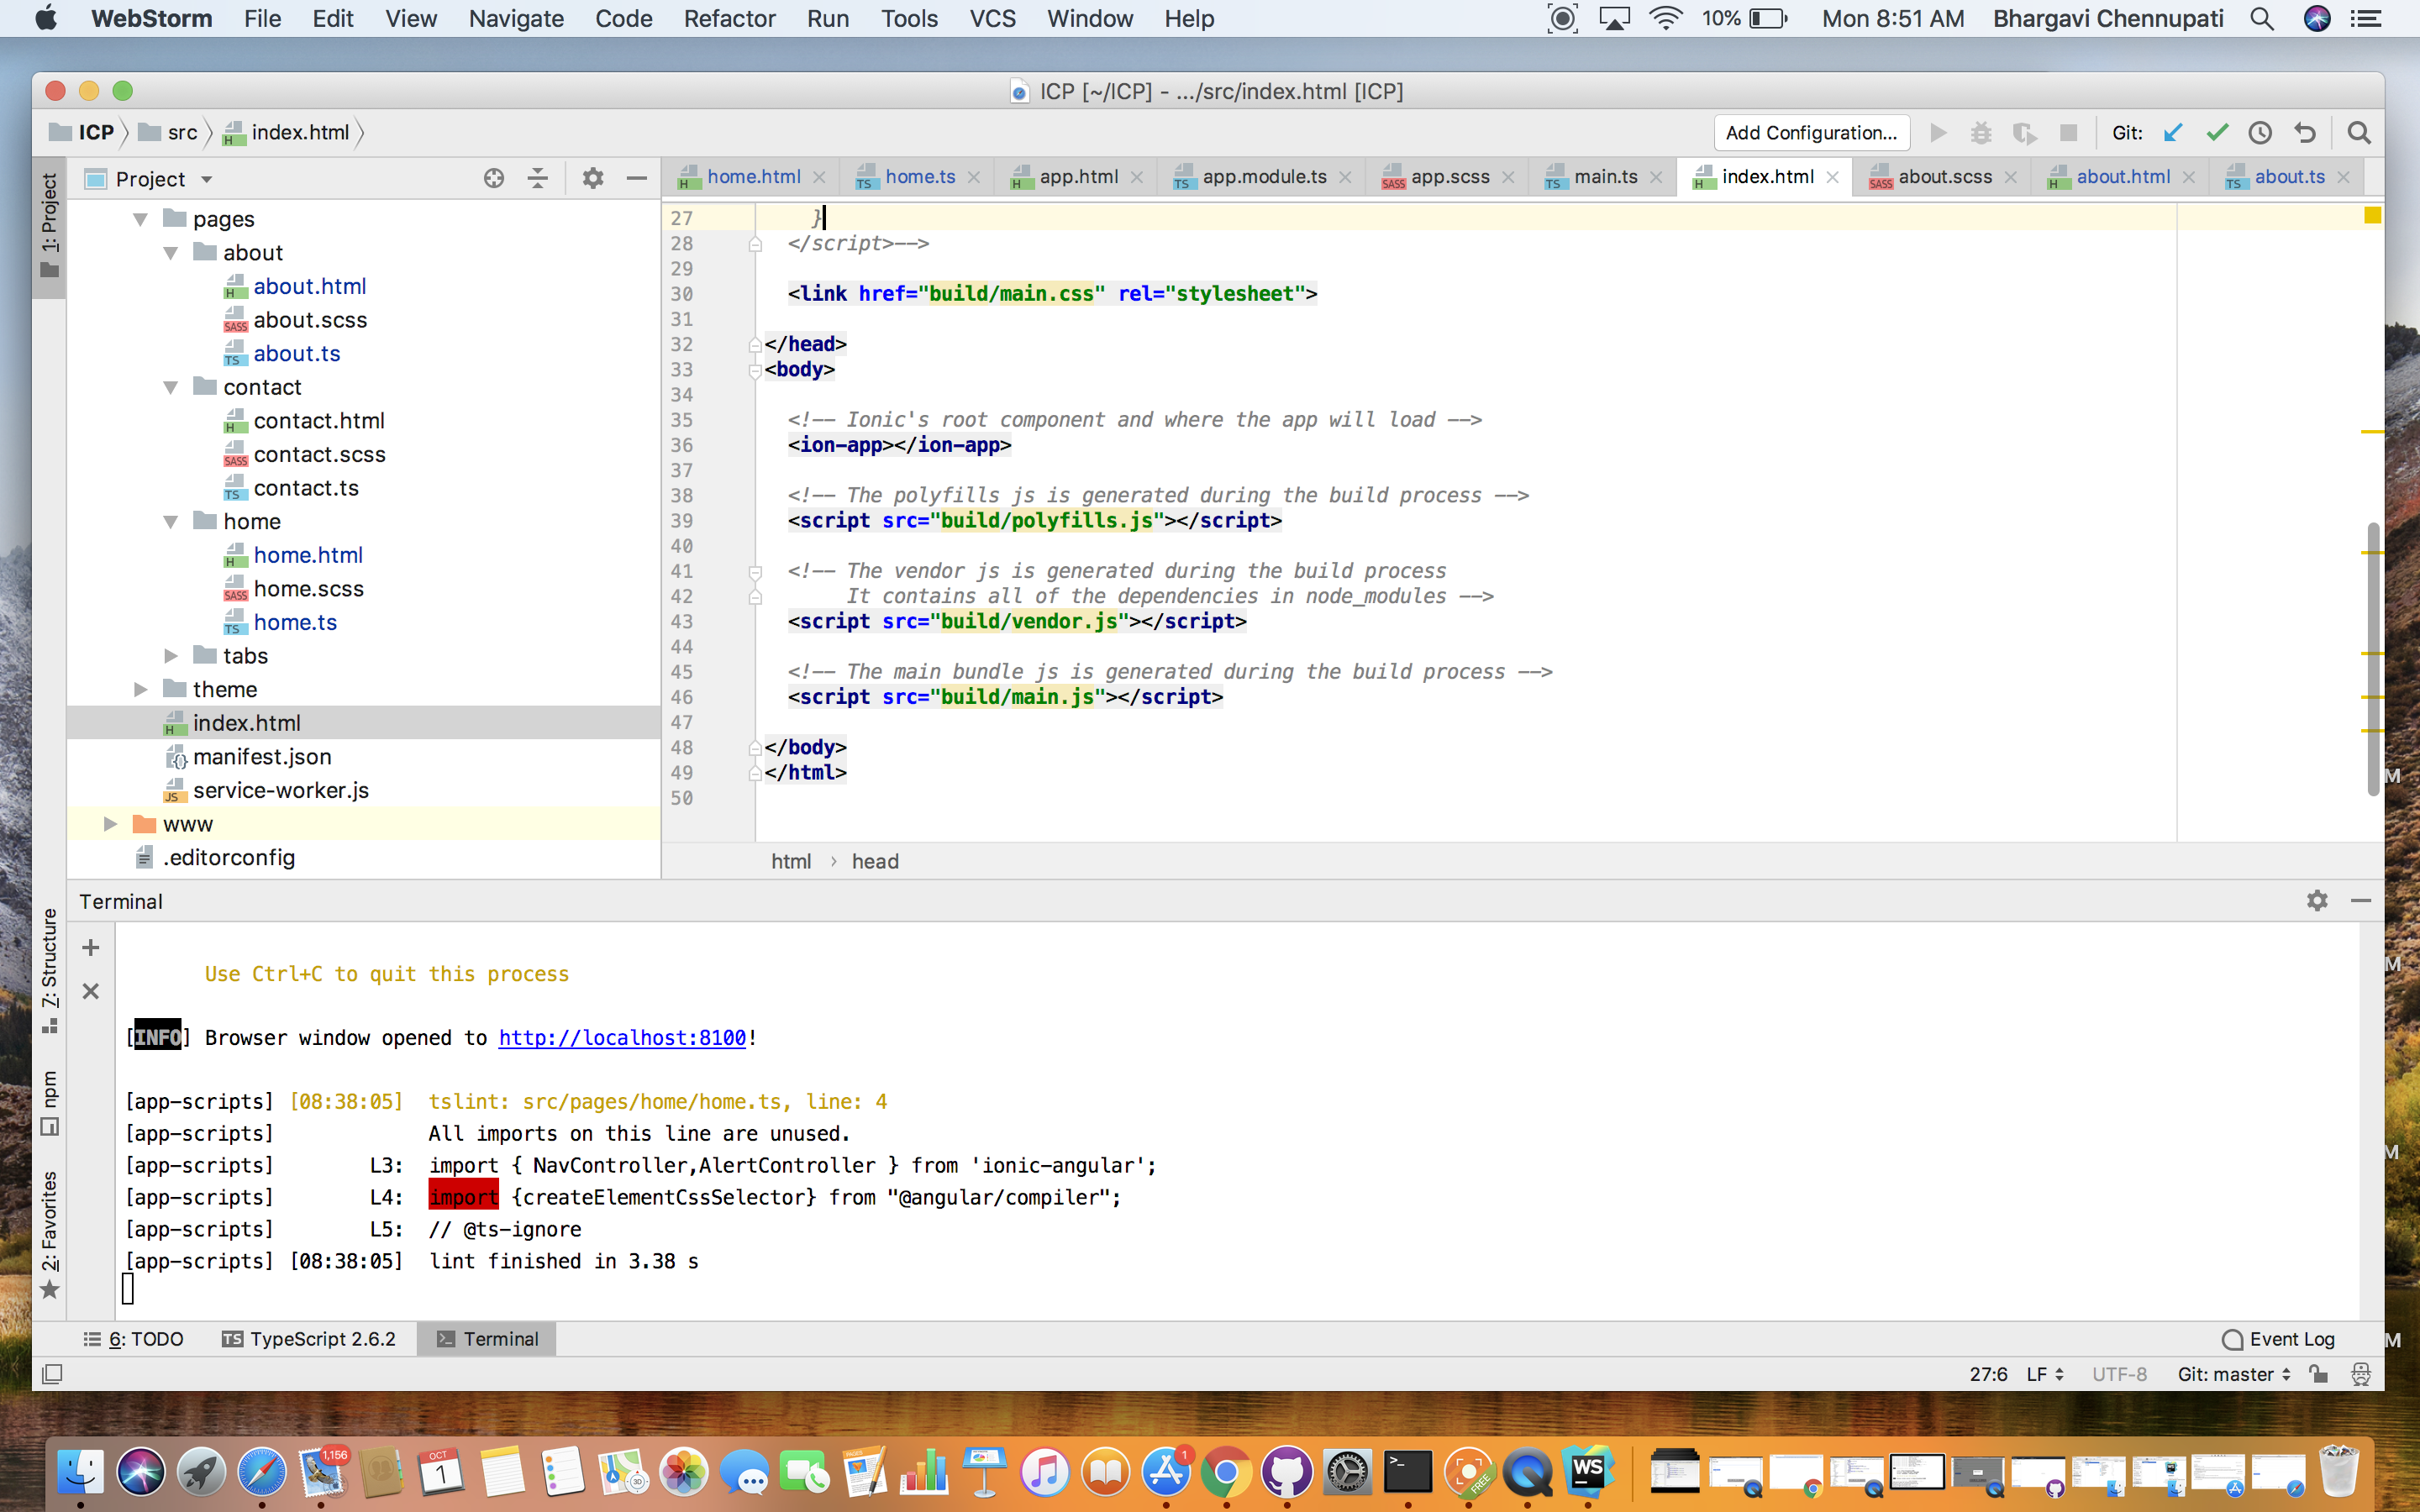 WebStorm File Edit View Navigate Code Refactor Run Tools VCS Window Help 10% Mon 8:51 AM Bhargavi Chennupati
ICP [~/ICP] - .../src/index.html [ICP]
ICP src index.html Add Configuration... Git:
1: Project
Project
home.html home.ts app.html app.module.ts app.scss main.ts index.html about.scss about.html about.ts
pages
about
about.html
about.scss
about.ts
contact
contact.html
contact.scss
contact.ts
home
home.html
home.scss
home.ts
tabs
theme
index.html
manifest.json
service-worker.js
www
.editorconfig
27 }
28 </script>-->
29
30 <link href="build/main.css" rel="stylesheet">
31
32 </head>
33 <body>
34
35 <!-- Ionic's root component and where the app will load -->
36 <ion-app></ion-app>
37
38 <!-- The polyfills js is generated during the build process -->
39 <script src="build/polyfills.js"></script>
40
41 <!-- The vendor js is generated during the build process
42 It contains all of the dependencies in node_modules -->
43 <script src="build/vendor.js"></script>
44
45 <!-- The main bundle js is generated during the build process -->
46 <script src="build/main.js"></script>
47
48 </body>
49 </html>
50
html › head
Terminal
7: Structure
npm
2: Favorites
Use Ctrl+C to quit this process
[INFO] Browser window opened to http://localhost:8100!
[app-scripts] [08:38:05] tslint: src/pages/home/home.ts, line: 4
[app-scripts] All imports on this line are unused.
[app-scripts] L3: import { NavController,AlertController } from 'ionic-angular';
[app-scripts] L4: import {createElementCssSelector} from "@angular/compiler";
[app-scripts] L5: // @ts-ignore
[app-scripts] [08:38:05] lint finished in 3.38 s
6: TODO TypeScript 2.6.2 Terminal Event Log
27:6 LF UTF-8 Git: master
M
M
M
M
1,156
OCT
1
PAGES
3D
1
FREE
WS